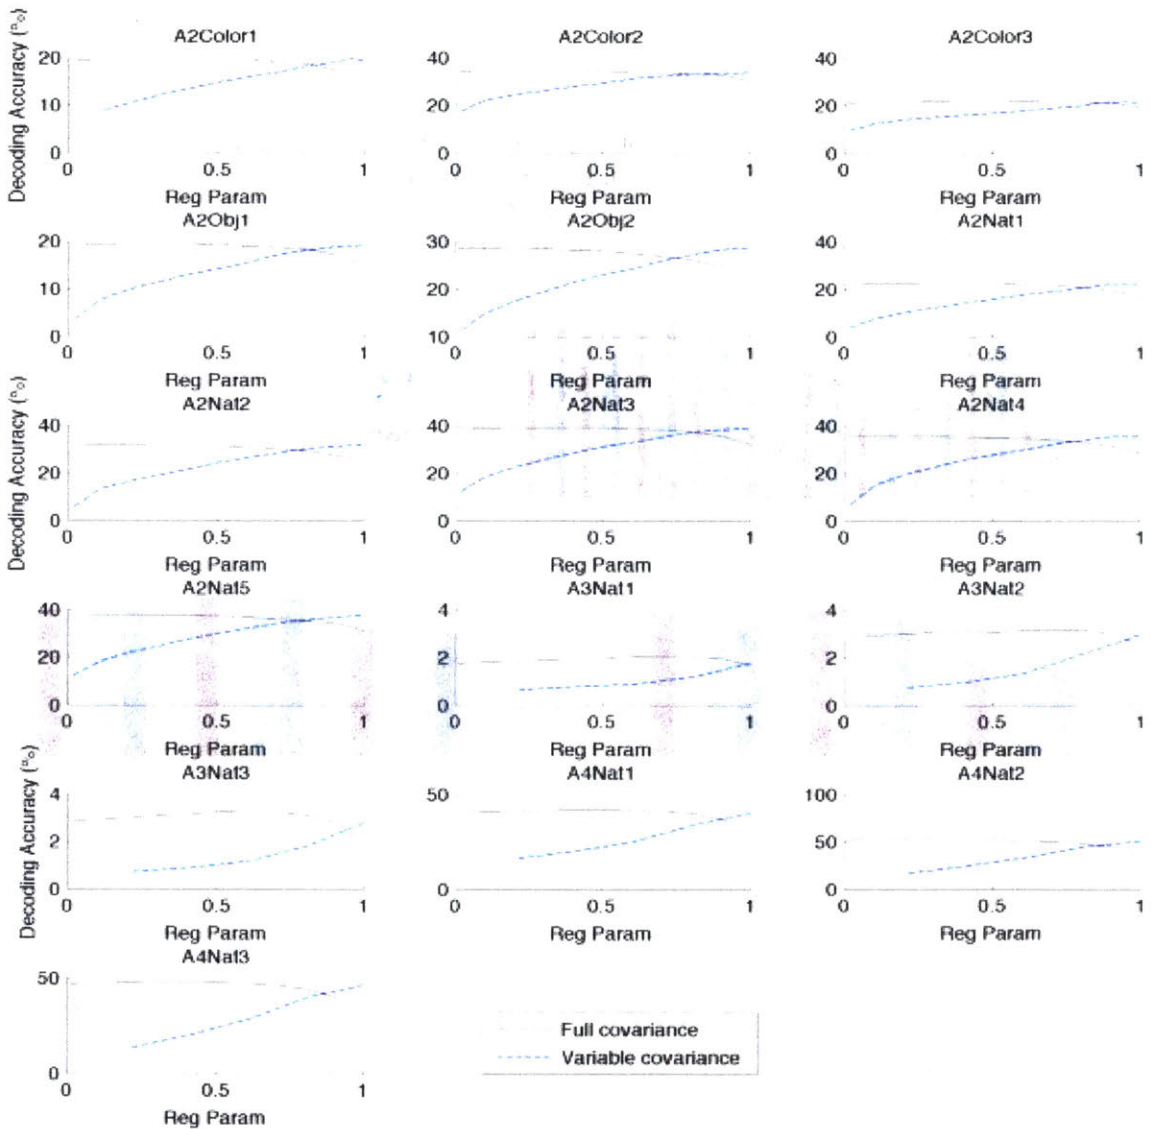 A2Color1 A2Color2 A2Color3
Decoding Accuracy (%)
20 40 40
10 20 20
0 0 0
0 0.5 1 0 0.5 1 0 0.5 1
Reg Param Reg Param Reg Param
A2Obj1 A2Obj2 A2Nat1
20 30 40
10 20 20
0 10 0
0 0.5 1 0 0.5 1 0 0.5 1
Reg Param Reg Param Reg Param
A2Nat2 A2Nat3 A2Nat4
Decoding Accuracy (%)
40 40 40
20 20 20
0 0 0
0 0.5 1 0 0.5 1 0 0.5 1
Reg Param Reg Param Reg Param
A2Nat5 A3Nat1 A3Nat2
40 4 4
20 2 2
0 0 0
0 0.5 1 0 0.5 1 0 0.5 1
Reg Param Reg Param Reg Param
A3Nat3 A4Nat1 A4Nat2
Decoding Accuracy (%)
4 50 100
2 50
0 0 0
0 0.5 1 0 0.5 1 0 0.5 1
Reg Param Reg Param Reg Param
A4Nat3
50
0
0 0.5 1
Reg Param
Full covariance
Variable covariance